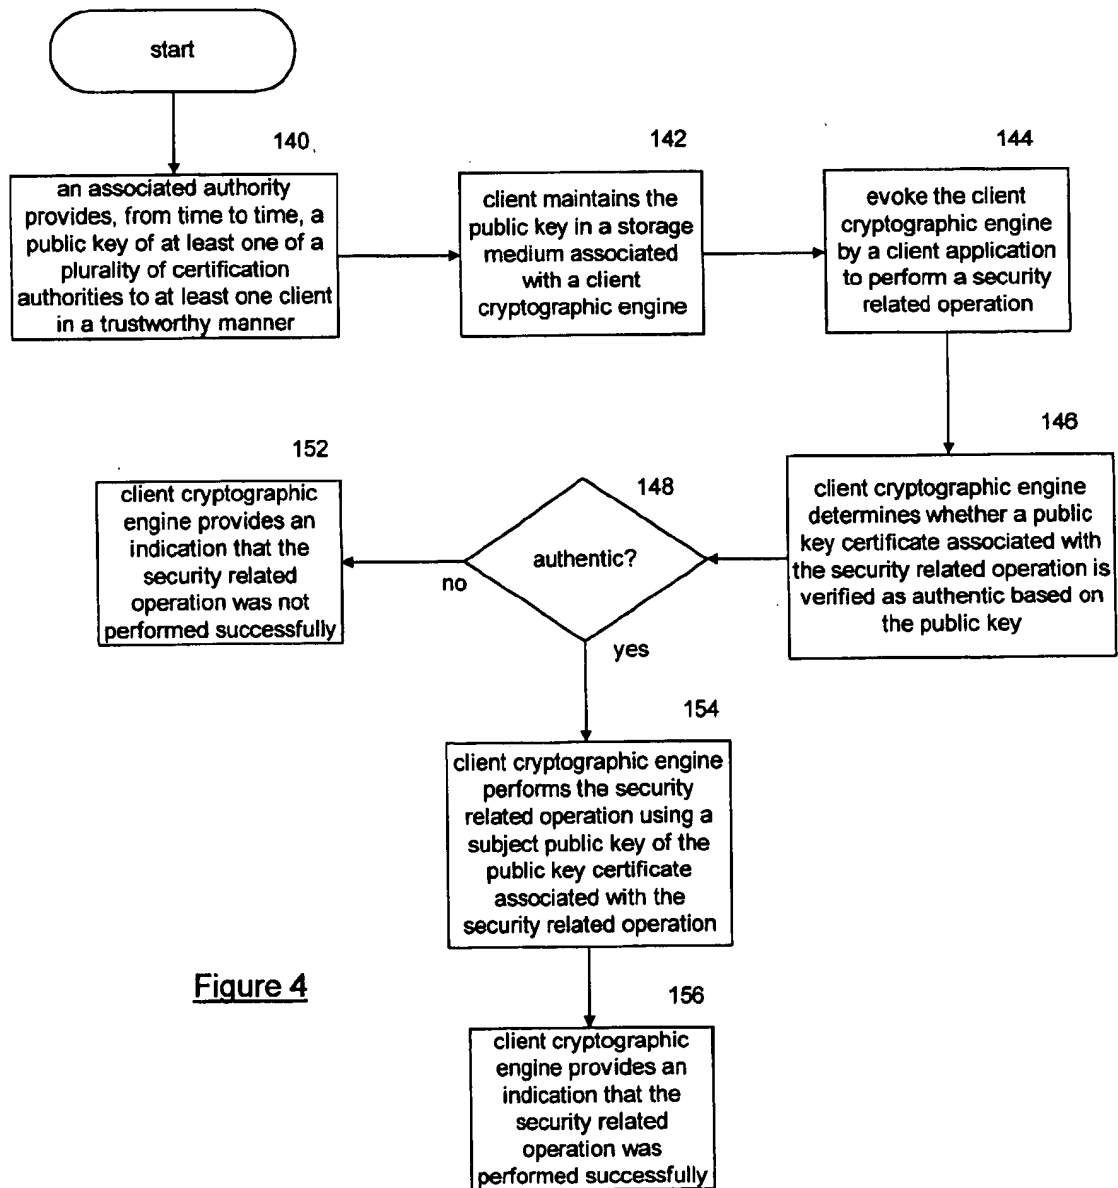 start
140
an associated authority
provides, from time to time, a
public key of at least one of a
plurality of certification
authorities to at least one client
in a trustworthy manner
142
client maintains the
public key in a storage
medium associated
with a client
cryptographic engine
144
evoke the client
cryptographic engine
by a client application
to perform a security
related operation
146
client cryptographic engine
determines whether a public
key certificate associated with
the security related operation is
verified as authentic based on
the public key
148
authentic?
no
yes
152
client cryptographic
engine provides an
indication that the
security related
operation was not
performed successfully
154
client cryptographic engine
performs the security
related operation using a
subject public key of the
public key certificate
associated with the
security related operation
156
client cryptographic
engine provides an
indication that the
security related
operation was
performed successfully
Figure 4